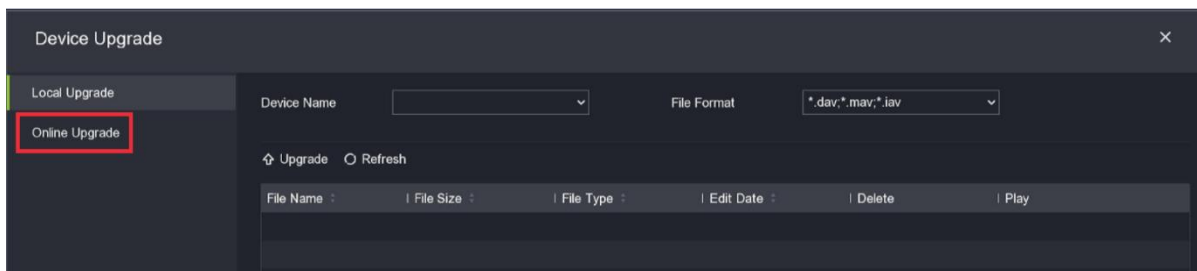 Device Upgrade
Local Upgrade
Online Upgrade
Device Name
File Format
*.dav;*.mav;*.iav
Upgrade
Refresh
File Name
File Size
File Type
Edit Date
Delete
Play